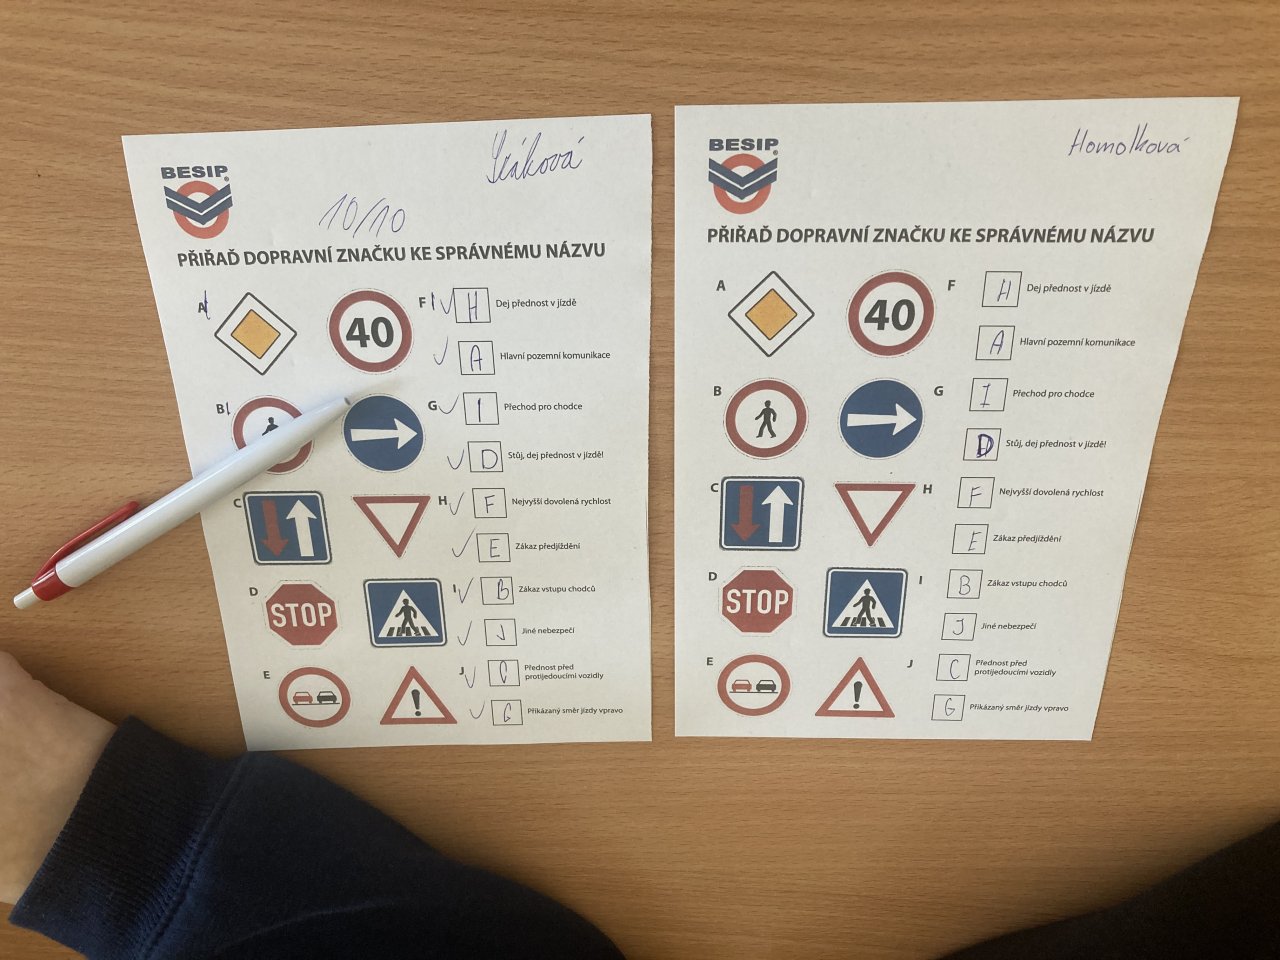 BESIP
10/10
PŘIŘAĎ DOPRAVNÍ ZNAČKU KE SPRÁVNÉMU NÁZVU
A
40
F
H Dej přednost v jízdě
A Hlavní pozemní komunikace
B
G
I Přechod pro chodce
D Stůj, dej přednost v jízdě!
C
H
F Nejvyšší dovolená rychlost
E Zákaz předjíždění
D
STOP
I
B Zákaz vstupu chodců
J Jiné nebezpečí
E
J
C Přednost před
protijedoucími vozidly
G Přikázaný směr jízdy vpravo
BESIP
Homolková
PŘIŘAĎ DOPRAVNÍ ZNAČKU KE SPRÁVNÉMU NÁZVU
A
40
F
H Dej přednost v jízdě
A Hlavní pozemní komunikace
B
G
I Přechod pro chodce
D Stůj, dej přednost v jízdě!
C
H
F Nejvyšší dovolená rychlost
E Zákaz předjíždění
D
STOP
I
B Zákaz vstupu chodců
J Jiné nebezpečí
E
J
C Přednost před
protijedoucími vozidly
G Přikázaný směr jízdy vpravo